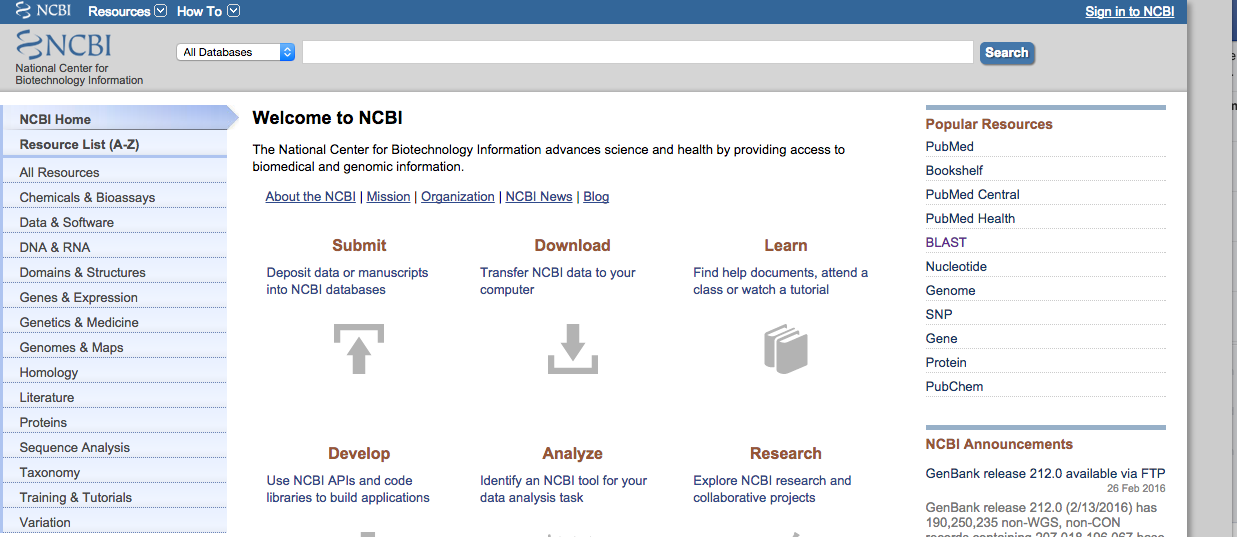 NCBI Resources How To Sign in to NCBI
NCBI
National Center for
Biotechnology Information
All Databases
Search
NCBI Home
Resource List (A-Z)
All Resources
Chemicals & Bioassays
Data & Software
DNA & RNA
Domains & Structures
Genes & Expression
Genetics & Medicine
Genomes & Maps
Homology
Literature
Proteins
Sequence Analysis
Taxonomy
Training & Tutorials
Variation
Welcome to NCBI
The National Center for Biotechnology Information advances science and health by providing access to
biomedical and genomic information.
About the NCBI | Mission | Organization | NCBI News | Blog
Submit
Deposit data or manuscripts
into NCBI databases
Download
Transfer NCBI data to your
computer
Learn
Find help documents, attend a
class or watch a tutorial
Develop
Use NCBI APIs and code
libraries to build applications
Analyze
Identify an NCBI tool for your
data analysis task
Research
Explore NCBI research and
collaborative projects
Popular Resources
PubMed
Bookshelf
PubMed Central
PubMed Health
BLAST
Nucleotide
Genome
SNP
Gene
Protein
PubChem
NCBI Announcements
GenBank release 212.0 available via FTP
26 Feb 2016
GenBank release 212.0 (2/13/2016) has
190,250,235 non-WGS, non-CON
records containing 207,018,196,067 base